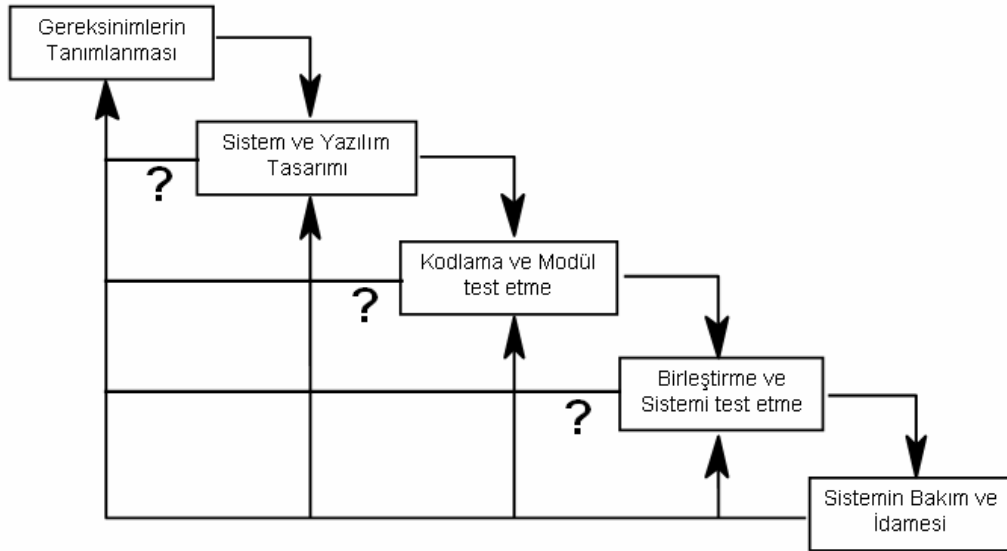 Gereksinimlerin
Tanımlanması
Sistem ve Yazılım
Tasarımı
?
Kodlama ve Modül
test etme
?
Birleştirme ve
Sistemi test etme
?
Sistemin Bakım ve
İdamesi